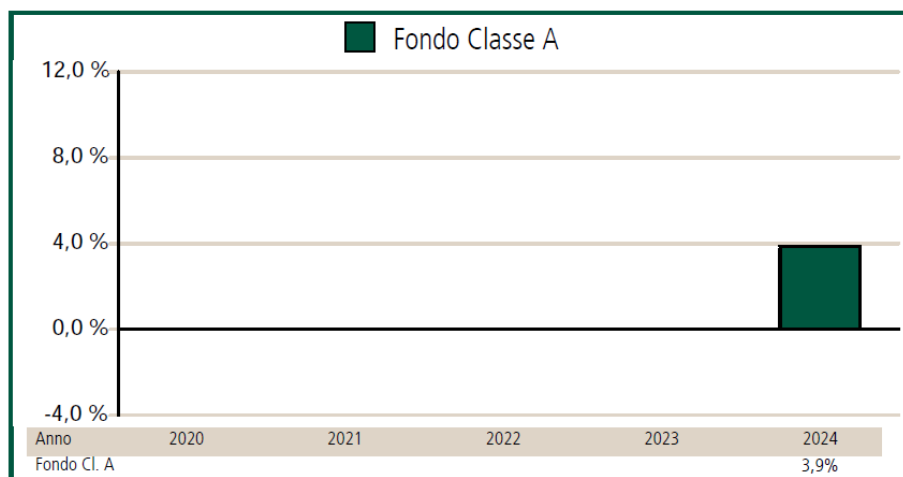 Fondo Classe A
12,0 %
8,0 %
4,0 %
0,0 %
-4,0 %
Anno 2020 2021 2022 2023 2024
Fondo Cl. A 3,9%